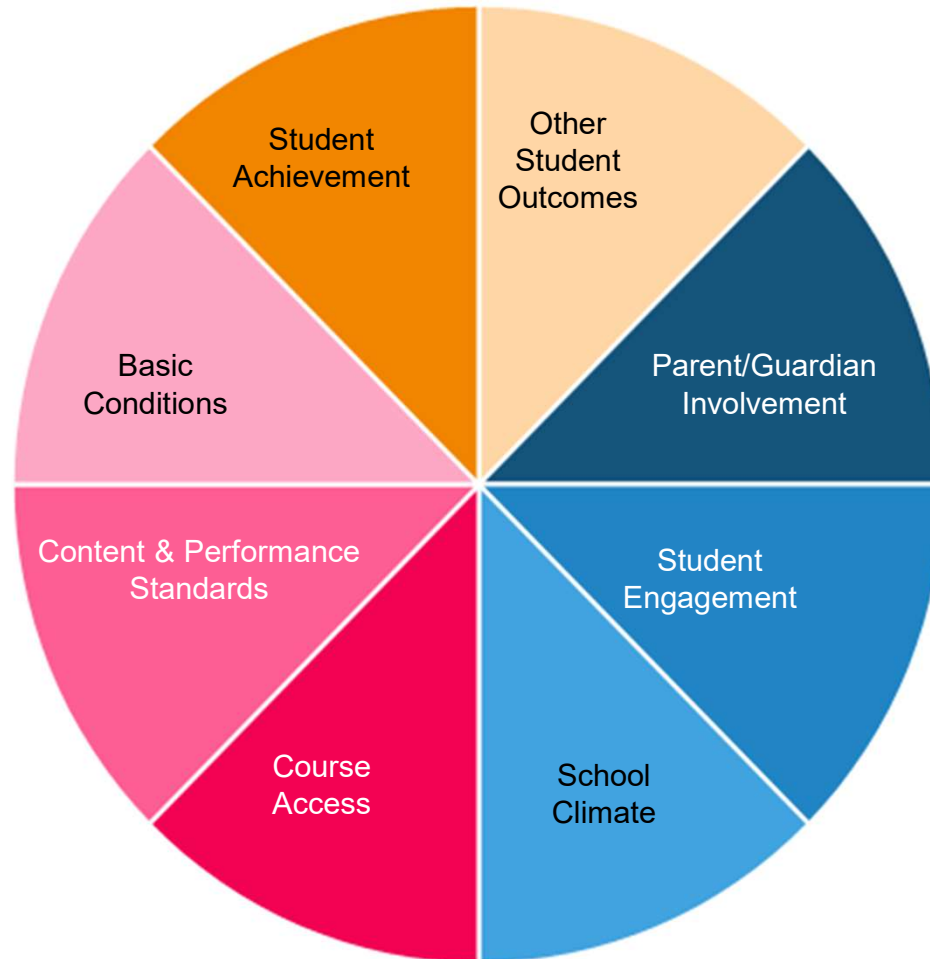 Student
Achievement
Other
Student
Outcomes
Basic
Conditions
Parent/Guardian
Involvement
Content & Performance
Standards
Student
Engagement
Course
Access
School
Climate